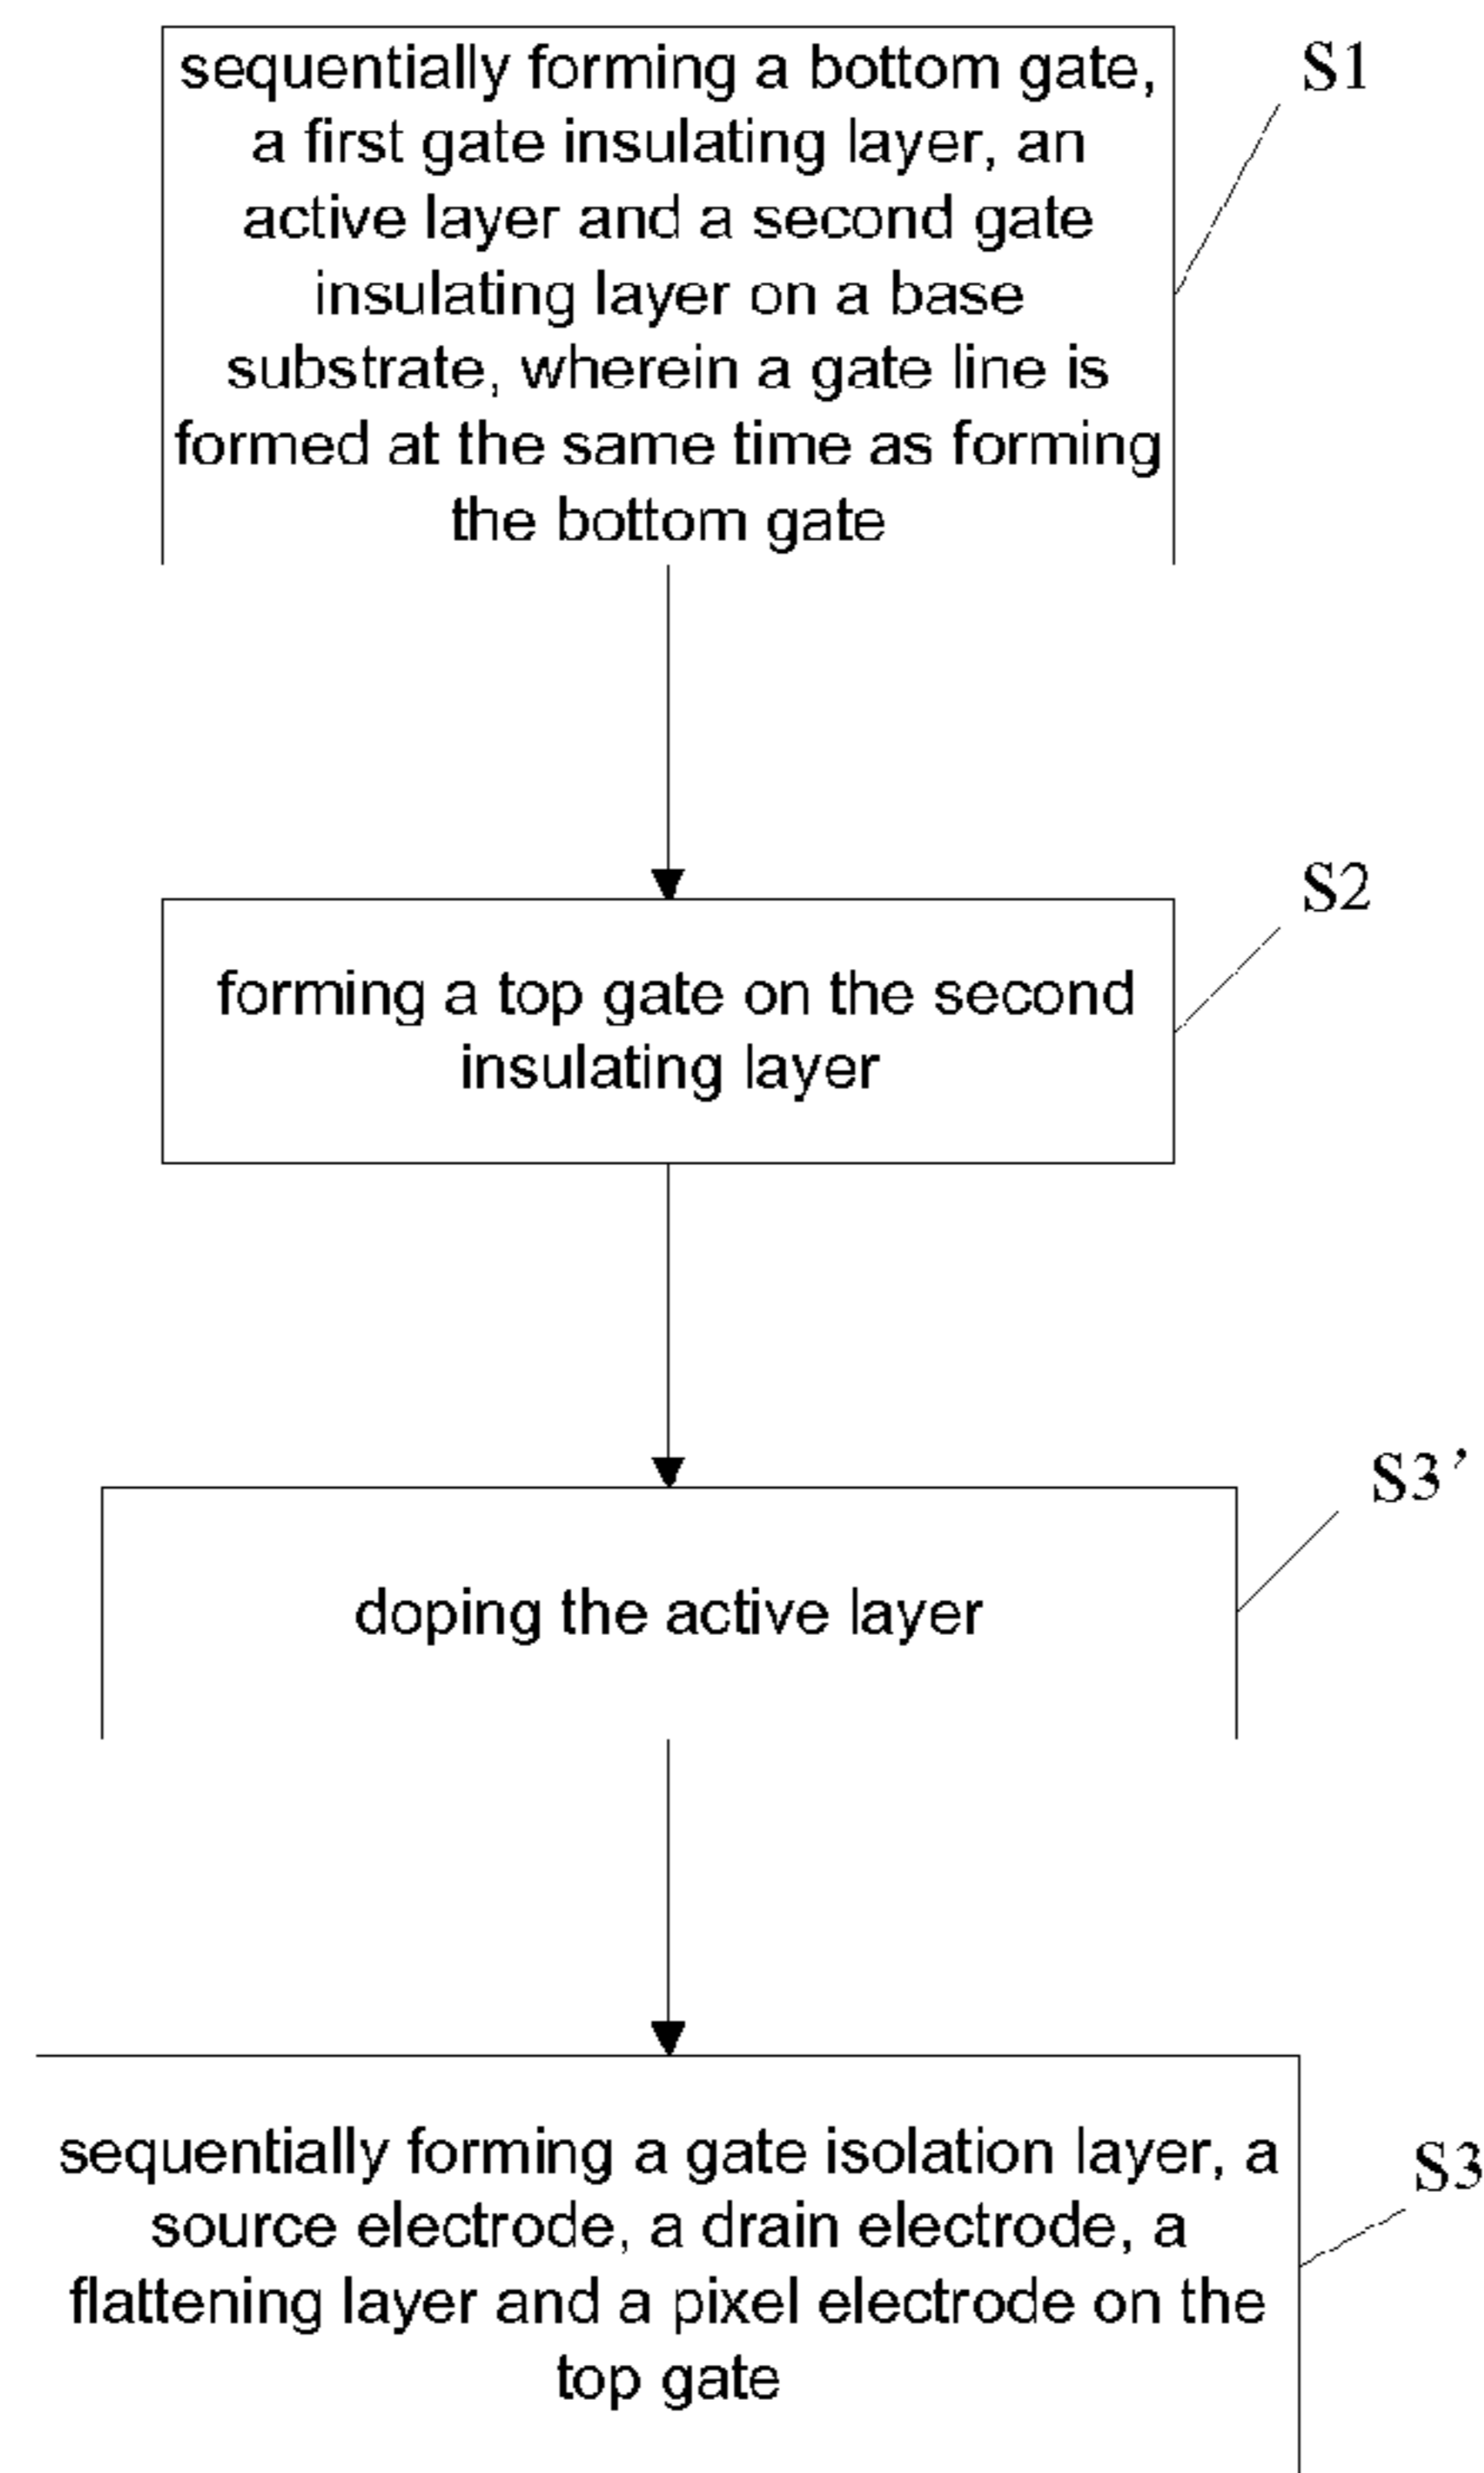 sequentially forming a bottom gate,
a first gate insulating layer, an
active layer and a second gate
insulating layer on a base
substrate, wherein a gate line is
formed at the same time as forming
the bottom gate
S1
forming a top gate on the second
insulating layer
S2
doping the active layer
S3’
sequentially forming a gate isolation layer, a
source electrode, a drain electrode, a
flattening layer and a pixel electrode on the
top gate
S3